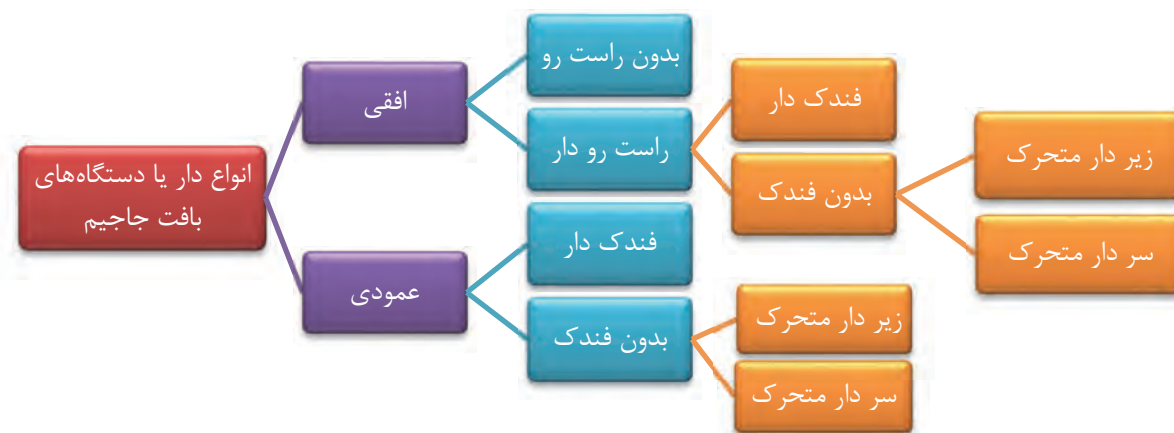 انواع دار یا دستگاه‌های
بافت جاجیم
افقی
بدون راست رو
راست رو دار
فندک دار
بدون فندک
زیر دار متحرک
سر دار متحرک
عمودی
فندک دار
بدون فندک
زیر دار متحرک
سر دار متحرک